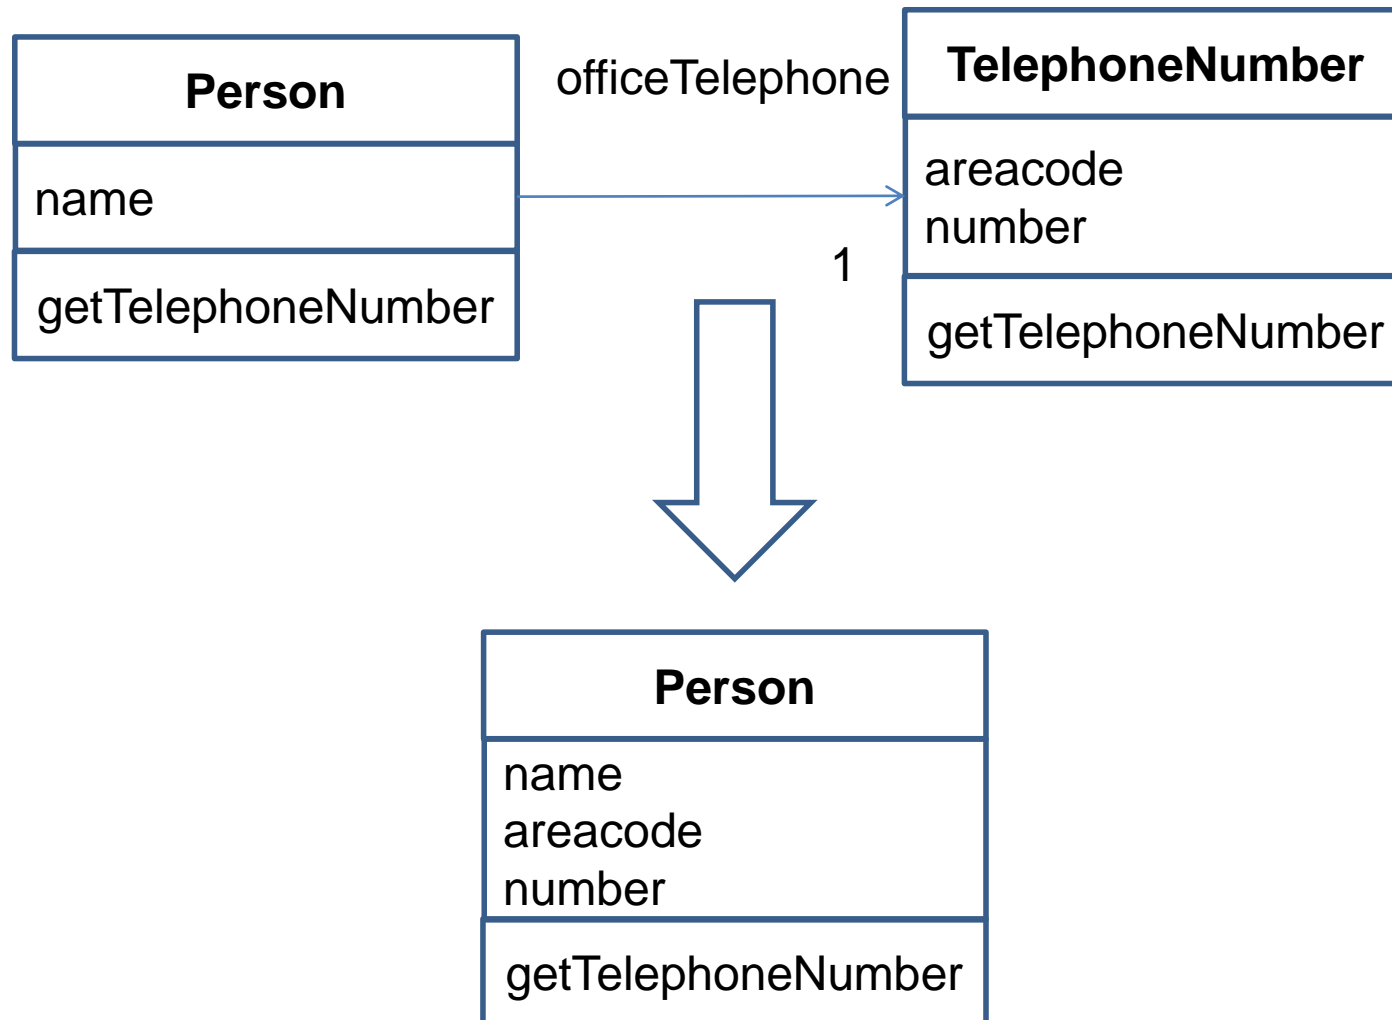 Person
name
getTelephoneNumber
officeTelephone
1
TelephoneNumber
areacode
number
getTelephoneNumber
Person
name
areacode
number
getTelephoneNumber